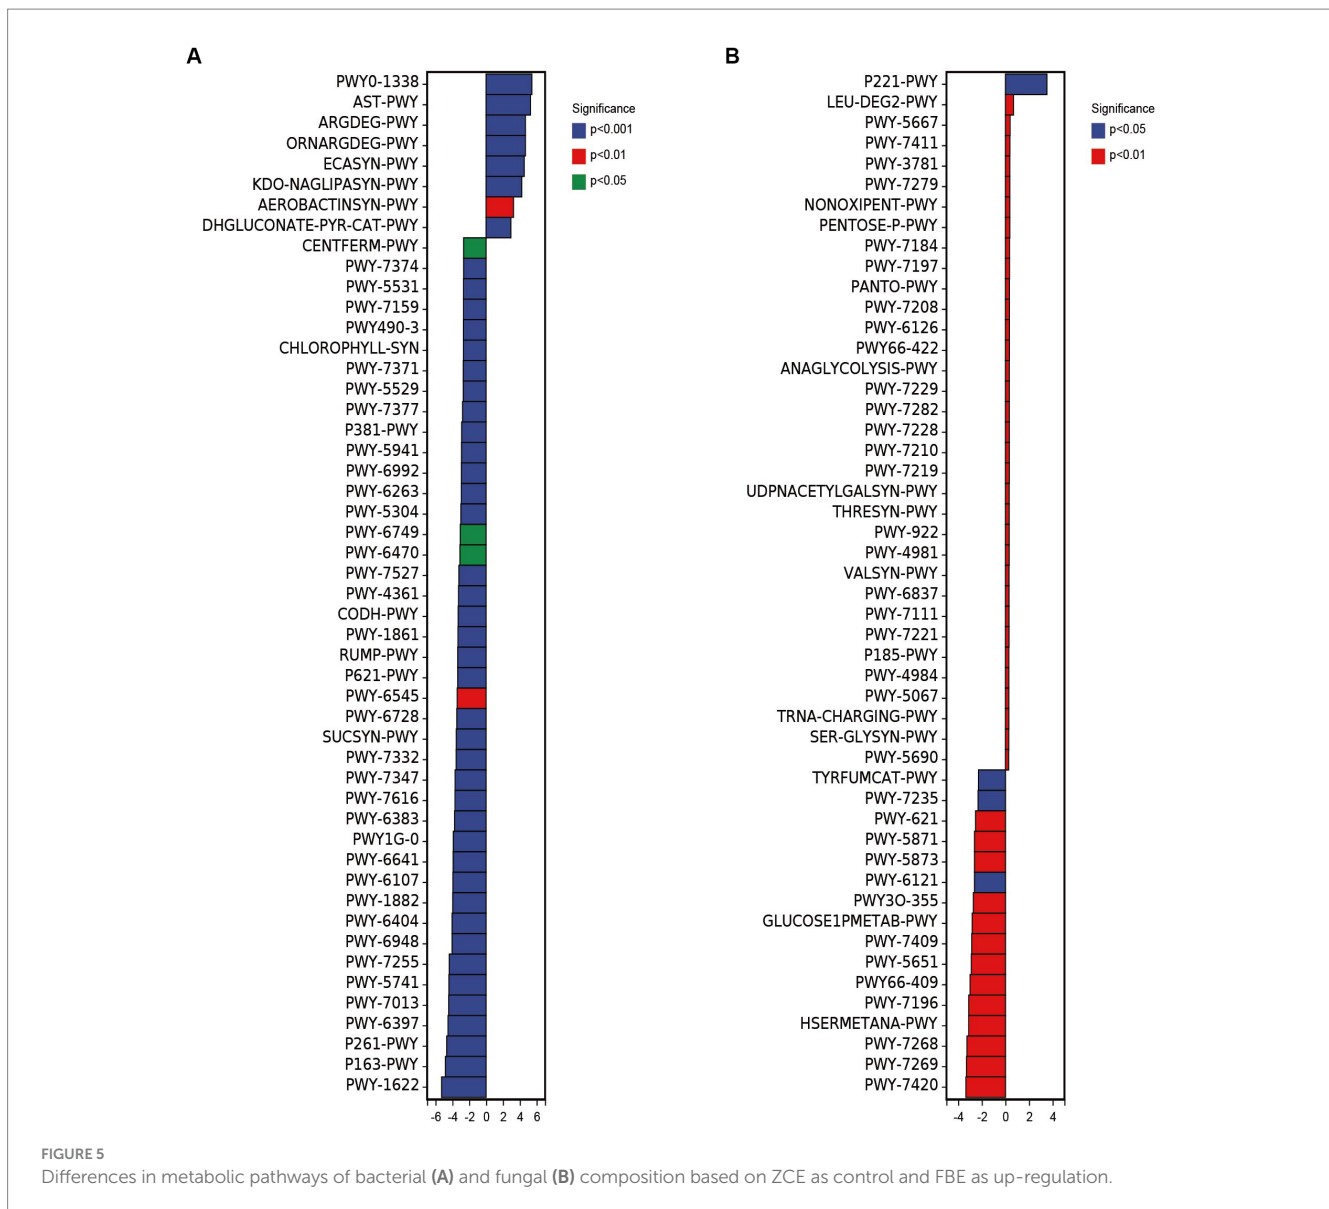 A
PWY0-1338
AST-PWY
ARGDEG-PWY
ORNARGDEG-PWY
ECASYN-PWY
KDO-NAGLIPASYN-PWY
AEROBACTINSYN-PWY
DHGLUCONATE-PYR-CAT-PWY
CENTFERM-PWY
PWY-7374
PWY-5531
PWY-7159
PWY490-3
CHLOROPHYLL-SYN
PWY-7371
PWY-5529
PWY-7377
P381-PWY
PWY-5941
PWY-6992
PWY-6263
PWY-5304
PWY-6749
PWY-6470
PWY-7527
PWY-4361
CODH-PWY
PWY-1861
RUMP-PWY
P621-PWY
PWY-6545
PWY-6728
SUCSYN-PWY
PWY-7332
PWY-7347
PWY-7616
PWY-6383
PWY1G-0
PWY-6641
PWY-6107
PWY-1882
PWY-6404
PWY-6948
PWY-7255
PWY-5741
PWY-7013
PWY-6397
P261-PWY
P163-PWY
PWY-1622
-6 -4 -2 0 2 4 6
Significance
p<0.001
p<0.01
p<0.05
B
P221-PWY
LEU-DEG2-PWY
PWY-5667
PWY-7411
PWY-3781
PWY-7279
NONOXIPENT-PWY
PENTOSE-P-PWY
PWY-7184
PWY-7197
PANTO-PWY
PWY-7208
PWY-6126
PWY66-422
ANAGLYCOLYSIS-PWY
PWY-7229
PWY-7282
PWY-7228
PWY-7210
PWY-7219
UDPNACETYLGALSYN-PWY
THRESYN-PWY
PWY-922
PWY-4981
VALSYN-PWY
PWY-6837
PWY-7111
PWY-7221
P185-PWY
PWY-4984
PWY-5067
TRNA-CHARGING-PWY
SER-GLYSYN-PWY
PWY-5690
TYRFUMCAT-PWY
PWY-7235
PWY-621
PWY-5871
PWY-5873
PWY-6121
PWY3O-355
GLUCOSE1PMETAB-PWY
PWY-7409
PWY-5651
PWY66-409
PWY-7196
HSERMETANA-PWY
PWY-7268
PWY-7269
PWY-7420
-4 -2 0 2 4
Significance
p<0.05
p<0.01
FIGURE 5
Differences in metabolic pathways of bacterial (A) and fungal (B) composition based on ZCE as control and FBE as up-regulation.